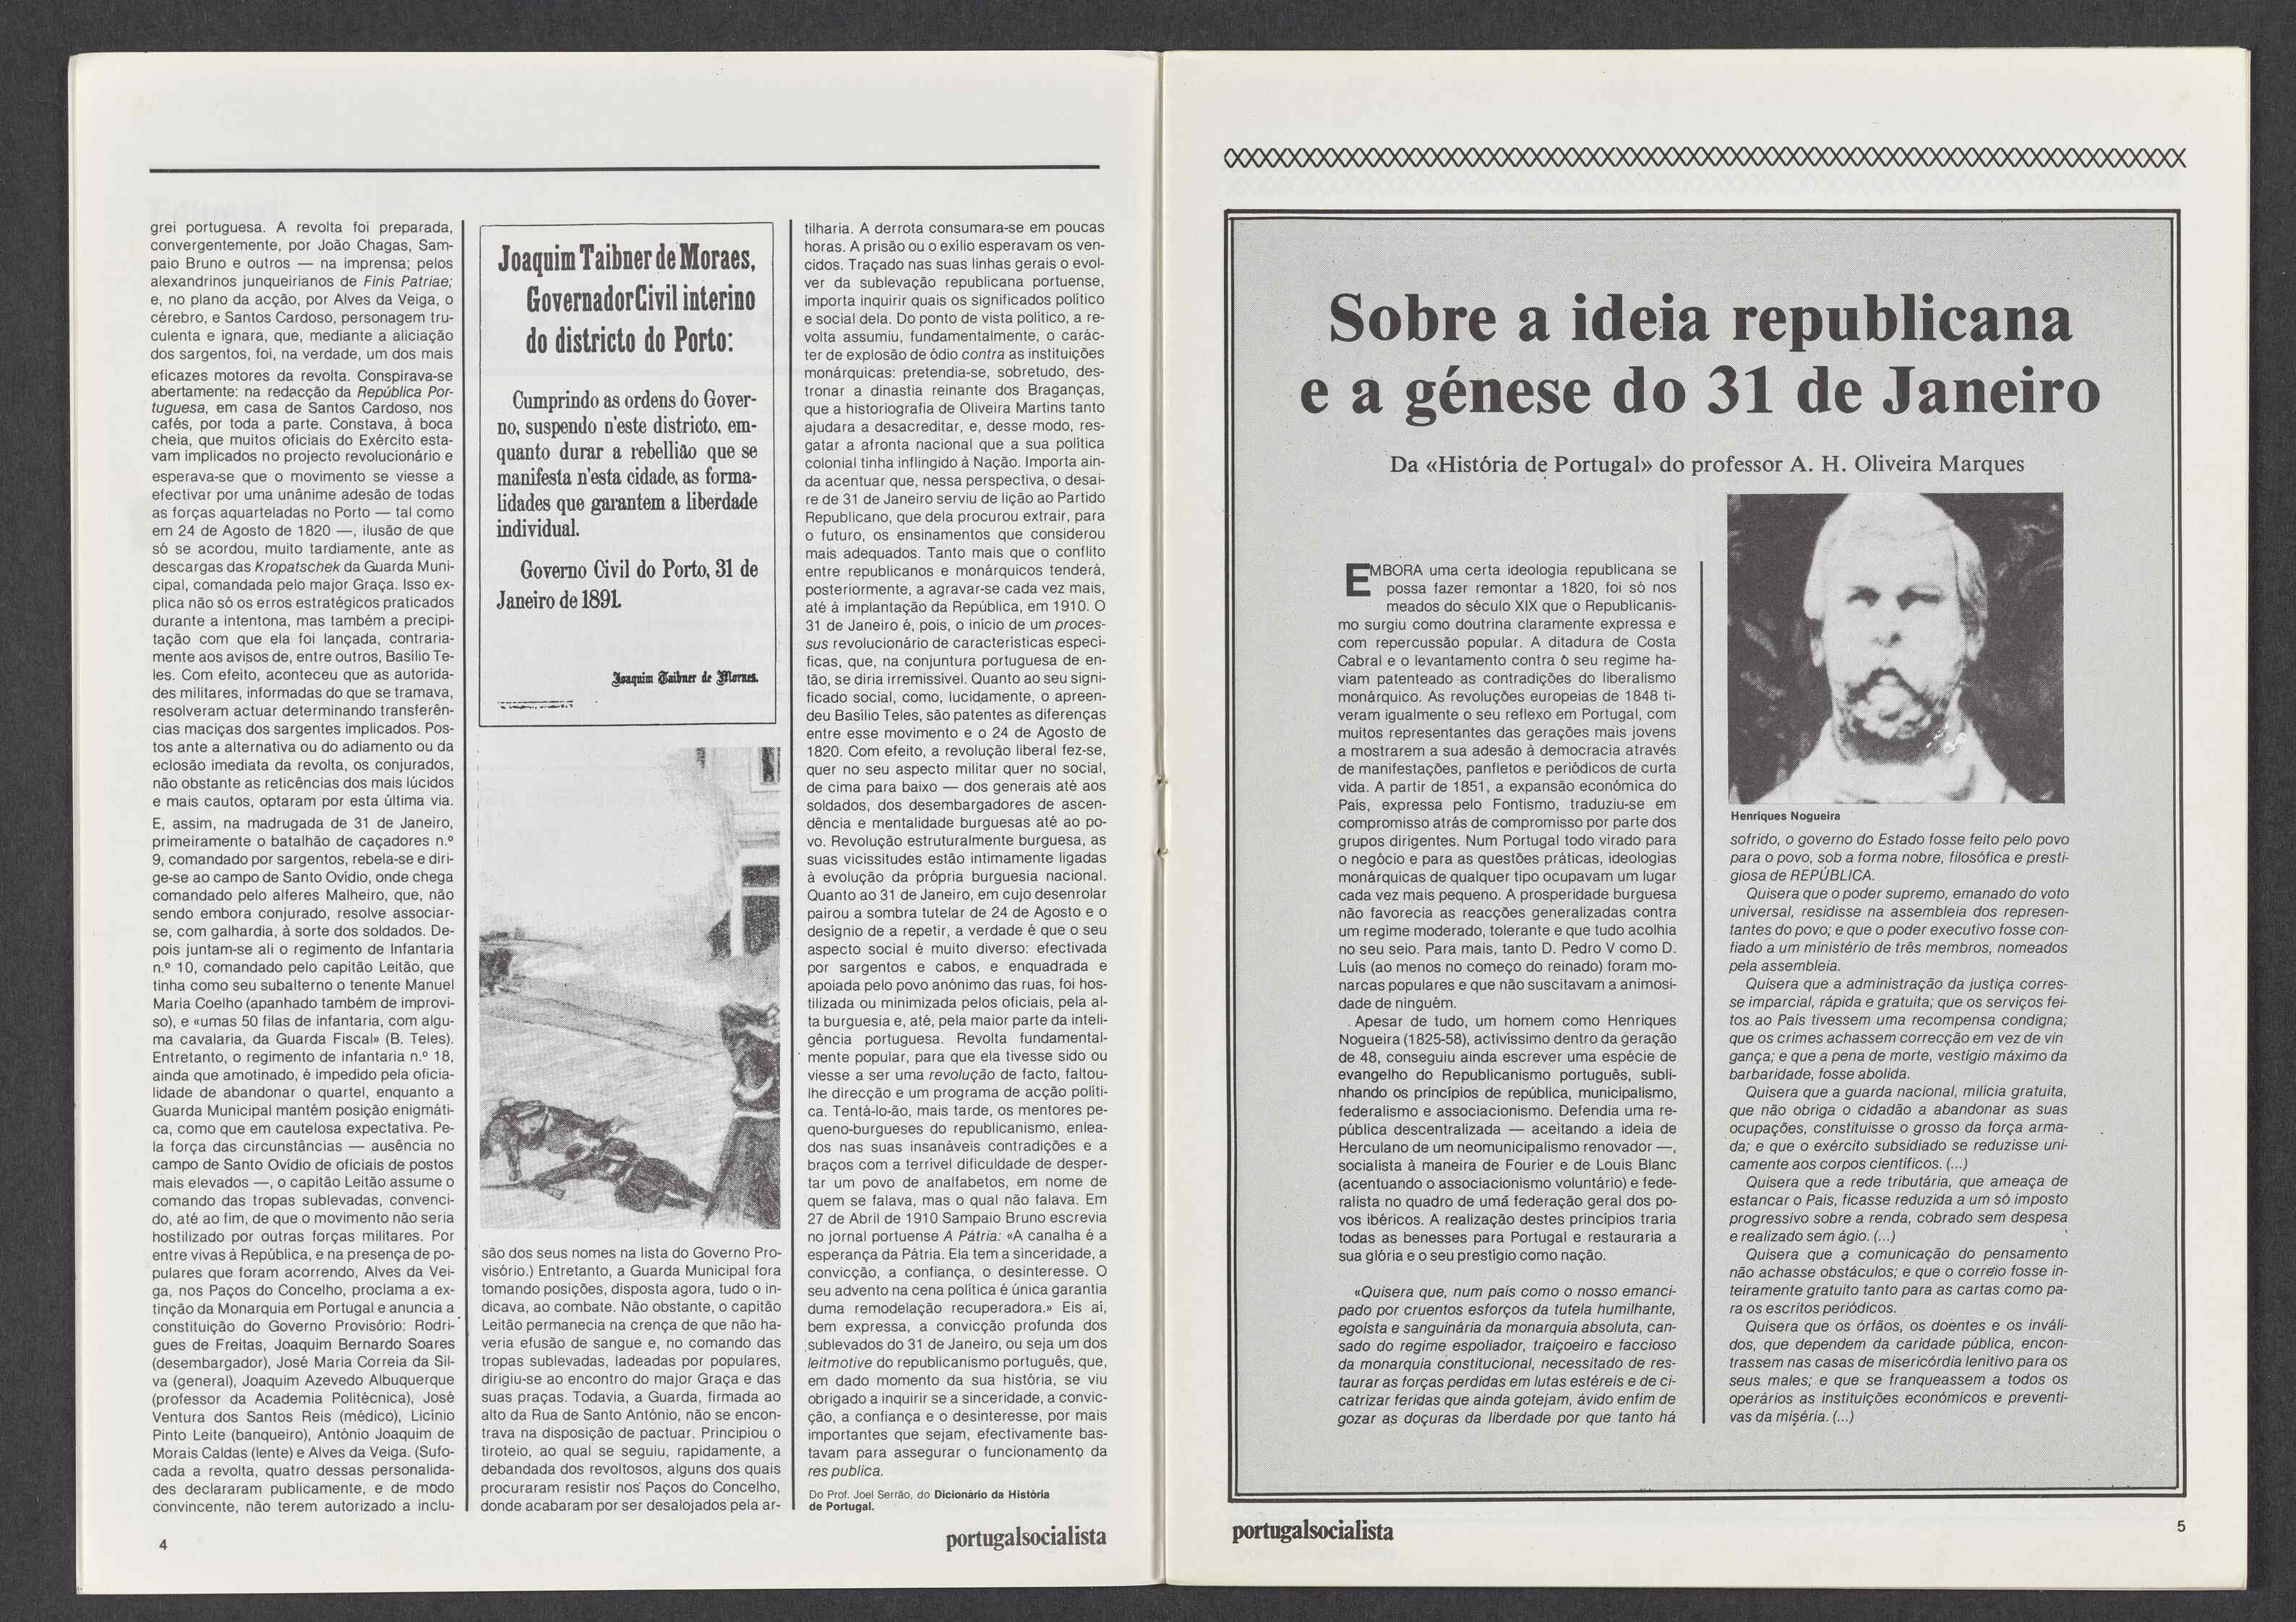 grei portuguesa. A revolta foi preparada,
convergentemente, por João Chagas, Sam-
paio Bruno e outros — na imprensa; pelos
alexandrinos junqueirianos de Finis Patriae;
e, no plano da acção, por Alves da Veiga, o
cérebro, e Santos Cardoso, personagem tru-
culenta e ignara, que, mediante a aliciação
dos sargentos, foi, na verdade, um dos mais
eficazes motores da revolta. Conspirava-se
abertamente: na redacção da República Por-
tuguesa, em casa de Santos Cardoso, nos
cafés, por toda a parte. Constava, à boca
cheia, que muitos oficiais do Exército esta-
vam implicados no projecto revolucionário e
esperava-se que o movimento se viesse a
efectivar por uma unânime adesão de todas
as forças aquarteladas no Porto — tal como
em 24 de Agosto de 1820 —, ilusão de que
só se acordou, muito tardiamente, ante as
descargas das Kropatschek da Guarda Muni-
cipal, comandada pelo major Graça. Isso ex-
plica não só os erros estratégicos praticados
durante a intentona, mas também a precipi-
tação com que ela foi lançada, contraria-
mente aos avisos de, entre outros, Basílio Te-
les. Com efeito, aconteceu que as autorida-
des militares, informadas do que se tramava,
resolveram actuar determinando transferên-
cias maciças dos sargentos implicados. Pos-
tos ante a alternativa ou do adiamento ou da
eclosão imediata da revolta, os conjurados,
não obstante as reticências dos mais lúcidos
e mais cautos, optaram por esta última via.
E, assim, na madrugada de 31 de Janeiro,
primeiramente o batalhão de caçadores n.º
9, comandado por sargentos, rebela-se e diri-
ge-se ao campo de Santo Ovídio, onde chega
comandado pelo alferes Malheiro, que, não
sendo embora conjurado, resolve associar-
se, com galhardia, à sorte dos soldados. De-
pois juntam-se ali o regimento de Infantaria
n.º 10, comandado pelo capitão Leitão, que
tinha como seu subalterno o tenente Manuel
Maria Coelho (apanhado também de improvi-
so), e «umas 50 filas de infantaria, com algu-
ma cavalaria, da Guarda Fiscal» (B. Teles).
Entretanto, o regimento de infantaria n.º 18,
ainda que amotinado, é impedido pela oficia-
lidade de abandonar o quartel, enquanto a
Guarda Municipal mantém posição enigmáti-
ca, como que em cautelosa expectativa. Pe-
la força das circunstâncias — ausência no
campo de Santo Ovídio de oficiais de postos
mais elevados —, o capitão Leitão assume o
comando das tropas sublevadas, convenci-
do, até ao fim, de que o movimento não seria
hostilizado por outras forças militares. Por
entre vivas à República, e na presença de po-
pulares que foram acorrendo, Alves da Vei-
ga, nos Paços do Concelho, proclama a ex-
tinção da Monarquia em Portugal e anuncia a
constituição do Governo Provisório: Rodri-
gues de Freitas, Joaquim Bernardo Soares
(desembargador), José Maria Correia da Sil-
va (general), Joaquim Azevedo Albuquerque
(professor da Academia Politécnica), José
Ventura dos Santos Reis (médico), Licínio
Pinto Leite (banqueiro), António Joaquim de
Morais Caldas (lente) e Alves da Veiga. (Sufo-
cada a revolta, quatro dessas personalida-
des declararam publicamente, e de modo
convincente, não terem autorizado a inclu-
Joaquim Taibner de Moraes,
Governador Civil interino
do districto do Porto:
Cumprindo as ordens do Gover-
no, suspendo n'este districto, em-
quanto durar a rebellião que se
manifesta n'esta cidade, as forma-
lidades que garantem a liberdade
individual.
Governo Civil do Porto, 31 de
Janeiro de 1891.
Joaquim Taibner de Moraes.
são dos seus nomes na lista do Governo Pro-
visório.) Entretanto, a Guarda Municipal fora
tomando posições, disposta agora, tudo o in-
dicava, ao combate. Não obstante, o capitão
Leitão permanecia na crença de que não ha-
veria efusão de sangue e, no comando das
tropas sublevadas, ladeadas por populares,
dirigiu-se ao encontro do major Graça e das
suas praças. Todavia, a Guarda, firmada ao
alto da Rua de Santo António, não se encon-
trava na disposição de pactuar. Principiou o
tiroteio, ao qual se seguiu, rapidamente, a
debandada dos revoltosos, alguns dos quais
procuraram resistir nos Paços do Concelho,
donde acabaram por ser desalojados pela ar-
tilharia. A derrota consumara-se em poucas
horas. A prisão ou o exílio esperavam os ven-
cidos. Traçado nas suas linhas gerais o evol-
ver da sublevação republicana portuense,
importa inquirir quais os significados político
e social dela. Do ponto de vista político, a re-
volta assumiu, fundamentalmente, o carác-
ter de explosão de ódio contra as instituições
monárquicas: pretendia-se, sobretudo, des-
tronar a dinastia reinante dos Braganças,
que a historiografia de Oliveira Martins tanto
ajudara a desacreditar, e, desse modo, res-
gatar a afronta nacional que a sua política
colonial tinha inflingido à Nação. Importa ain-
da acentuar que, nessa perspectiva, o desai-
re de 31 de Janeiro serviu de lição ao Partido
Republicano, que dela procurou extrair, para
o futuro, os ensinamentos que considerou
mais adequados. Tanto mais que o conflito
entre republicanos e monárquicos tenderá,
posteriormente, a agravar-se cada vez mais,
até à implantação da República, em 1910. O
31 de Janeiro é, pois, o início de um proces-
sus revolucionário de características especí-
ficas, que, na conjuntura portuguesa de en-
tão, se diria irremissível. Quanto ao seu signi-
ficado social, como, lucidamente, o apreen-
deu Basílio Teles, são patentes as diferenças
entre esse movimento e o 24 de Agosto de
1820. Com efeito, a revolução liberal fez-se,
quer no seu aspecto militar quer no social,
de cima para baixo — dos generais até aos
soldados, dos desembargadores de ascen-
dência e mentalidade burguesas até ao po-
vo. Revolução estruturalmente burguesa, as
suas vicissitudes estão intimamente ligadas
à evolução da própria burguesia nacional.
Quanto ao 31 de Janeiro, em cujo desenrolar
pairou a sombra tutelar de 24 de Agosto e o
desígnio de a repetir, a verdade é que o seu
aspecto social é muito diverso: efectivada
por sargentos e cabos, e enquadrada e
apoiada pelo povo anónimo das ruas, foi hos-
tilizada ou minimizada pelos oficiais, pela al-
ta burguesia e, até, pela maior parte da inteli-
gência portuguesa. Revolta fundamental-
mente popular, para que ela tivesse sido ou
viesse a ser uma revolução de facto, faltou-
lhe direcção e um programa de acção políti-
ca. Tentá-lo-ão, mais tarde, os mentores pe-
queno-burgueses do republicanismo, enlea-
dos nas suas insanáveis contradições e a
braços com a terrível dificuldade de desper-
tar um povo de analfabetos, em nome de
quem se falava, mas o qual não falava. Em
27 de Abril de 1910 Sampaio Bruno escrevia
no jornal portuense A Pátria: «A canalha é a
esperança da Pátria. Ela tem a sinceridade, a
convicção, a confiança, o desinteresse. O
seu advento na cena política é única garantia
duma remodelação recuperadora.» Eis aí,
bem expressa, a convicção profunda dos
sublevados do 31 de Janeiro, ou seja um dos
leitmotive do republicanismo português, que,
em dado momento da sua história, se viu
obrigado a inquirir se a sinceridade, a convic-
ção, a confiança e o desinteresse, por mais
importantes que sejam, efectivamente bas-
tavam para assegurar o funcionamento da
res publica.
Do Prof. Joel Serrão, do Dicionário da História
de Portugal.
4
portugalsocialista
Sobre a ideia republicana
e a génese do 31 de Janeiro
Da «História de Portugal» do professor A. H. Oliveira Marques
EMBORA uma certa ideologia republicana se
possa fazer remontar a 1820, foi só nos
meados do século XIX que o Republicanis-
mo surgiu como doutrina claramente expressa e
com repercussão popular. A ditadura de Costa
Cabral e o levantamento contra o seu regime ha-
viam patenteado as contradições do liberalismo
monárquico. As revoluções europeias de 1848 ti-
veram igualmente o seu reflexo em Portugal, com
muitos representantes das gerações mais jovens
a mostrarem a sua adesão à democracia através
de manifestações, panfletos e periódicos de curta
vida. A partir de 1851, a expansão económica do
País, expressa pelo Fontismo, traduziu-se em
compromisso atrás de compromisso por parte dos
grupos dirigentes. Num Portugal todo virado para
o negócio e para as questões práticas, ideologias
monárquicas de qualquer tipo ocupavam um lugar
cada vez mais pequeno. A prosperidade burguesa
não favorecia as reacções generalizadas contra
um regime moderado, tolerante e que tudo acolhia
no seu seio. Para mais, tanto D. Pedro V como D.
Luís (ao menos no começo do reinado) foram mo-
narcas populares e que não suscitavam a animosi-
dade de ninguém.
Apesar de tudo, um homem como Henriques
Nogueira (1825-58), activíssimo dentro da geração
de 48, conseguiu ainda escrever uma espécie de
evangelho do Republicanismo português, subli-
nhando os princípios de república, municipalismo,
federalismo e associacionismo. Defendia uma re-
pública descentralizada — aceitando a ideia de
Herculano de um neomunicipalismo renovador —,
socialista à maneira de Fourier e de Louis Blanc
(acentuando o associacionismo voluntário) e fede-
ralista no quadro de uma federação geral dos po-
vos ibéricos. A realização destes princípios traria
todas as benesses para Portugal e restauraria a
sua glória e o seu prestígio como nação.
«Quisera que, num país como o nosso emanci-
pado por cruentos esforços da tutela humilhante,
egoísta e sanguinária da monarquia absoluta, can-
sado do regime espoliador, traiçoeiro e faccioso
da monarquia constitucional, necessitado de res-
taurar as forças perdidas em lutas estéreis e de ci-
catrizar feridas que ainda gotejam, ávido enfim de
gozar as doçuras da liberdade por que tanto há
Henriques Nogueira
sofrido, o governo do Estado fosse feito pelo povo
para o povo, sob a forma nobre, filosófica e presti-
giosa de REPÚBLICA.
Quisera que o poder supremo, emanado do voto
universal, residisse na assembleia dos represen-
tantes do povo; e que o poder executivo fosse con-
fiado a um ministério de três membros, nomeados
pela assembleia.
Quisera que a administração da justiça corres-
se imparcial, rápida e gratuita; que os serviços fei-
tos ao País tivessem uma recompensa condigna;
que os crimes achassem correcção em vez de vin
gança; e que a pena de morte, vestígio máximo da
barbaridade, fosse abolida.
Quisera que a guarda nacional, milícia gratuita,
que não obriga o cidadão a abandonar as suas
ocupações, constituisse o grosso da força arma-
da; e que o exército subsidiado se reduzisse uni-
camente aos corpos científicos. (...)
Quisera que a rede tributária, que ameaça de
estancar o País, ficasse reduzida a um só imposto
progressivo sobre a renda, cobrado sem despesa
e realizado sem ágio. (...)
Quisera que a comunicação do pensamento
não achasse obstáculos; e que o correio fosse in-
teiramente gratuito tanto para as cartas como pa-
ra os escritos periódicos.
Quisera que os órfãos, os doentes e os inváli-
dos, que dependem da caridade pública, encon-
trassem nas casas de misericórdia lenitivo para os
seus males; e que se franqueassem a todos os
operários as instituições económicos e preventi-
vas da miséria. (...)
portugalsocialista
5